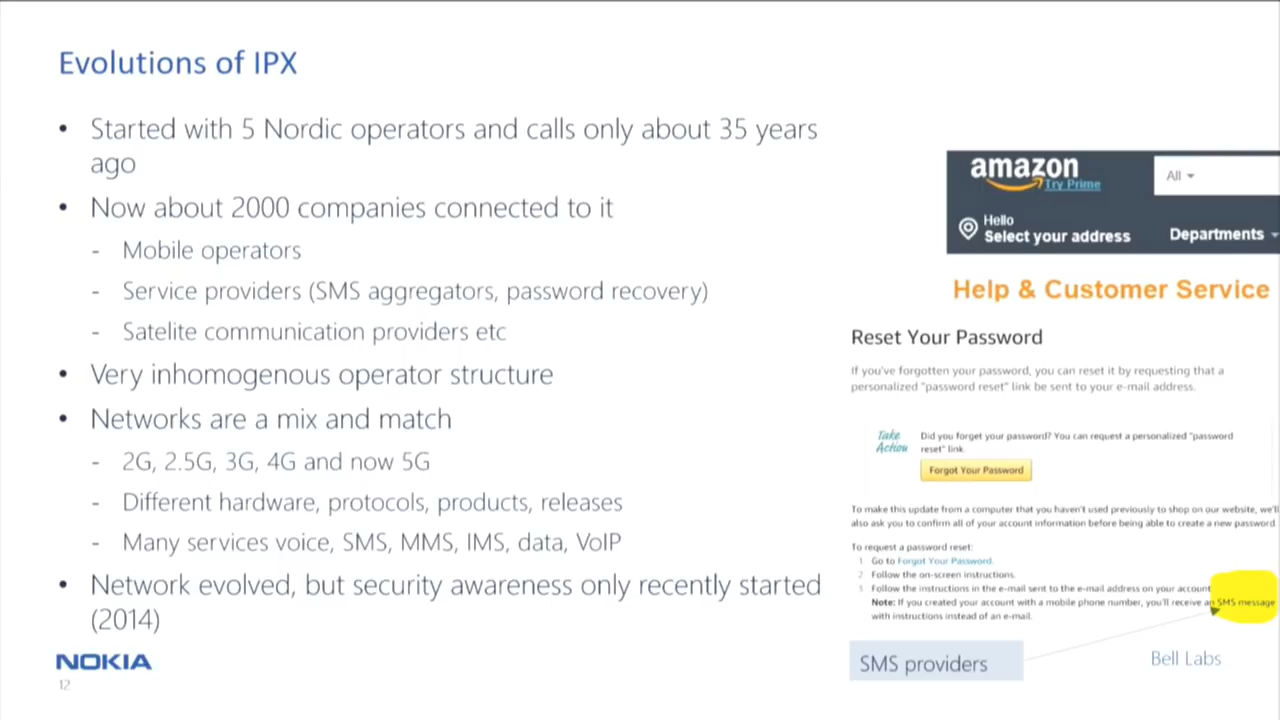 Evolutions of IPX
• Started with 5 Nordic operators and calls only about 35 years
ago
• Now about 2000 companies connected to it
- Mobile operators
- Service providers (SMS aggregators, password recovery)
- Satelite communication providers etc
• Very inhomogenous operator structure
• Networks are a mix and match
- 2G, 2.5G, 3G, 4G and now 5G
- Different hardware, protocols, products, releases
- Many services voice, SMS, MMS, IMS, data, VoIP
• Network evolved, but security awareness only recently started
(2014)
NOKIA
12
amazon
Try Prime
All
Hello
Select your address
Departments
Help & Customer Service
Reset Your Password
If you've forgotten your password, you can reset it by requesting that a
personalized "password reset" link be sent to your e-mail address.
Take
Action
Did you forget your password? You can request a personalized "password
reset" link.
Forgot Your Password
To make this update from a computer that you haven't used previously to shop on our website, we'll
also ask you to confirm all of your account information before being able to create a new password.
To request a password reset:
1 Go to Forgot Your Password.
2 Follow the on-screen instructions.
3 Follow the instructions in the e-mail sent to the e-mail address on your account
Note: If you created your account with a mobile phone number, you'll receive an SMS message
with instructions instead of an e-mail.
SMS providers
Bell Labs